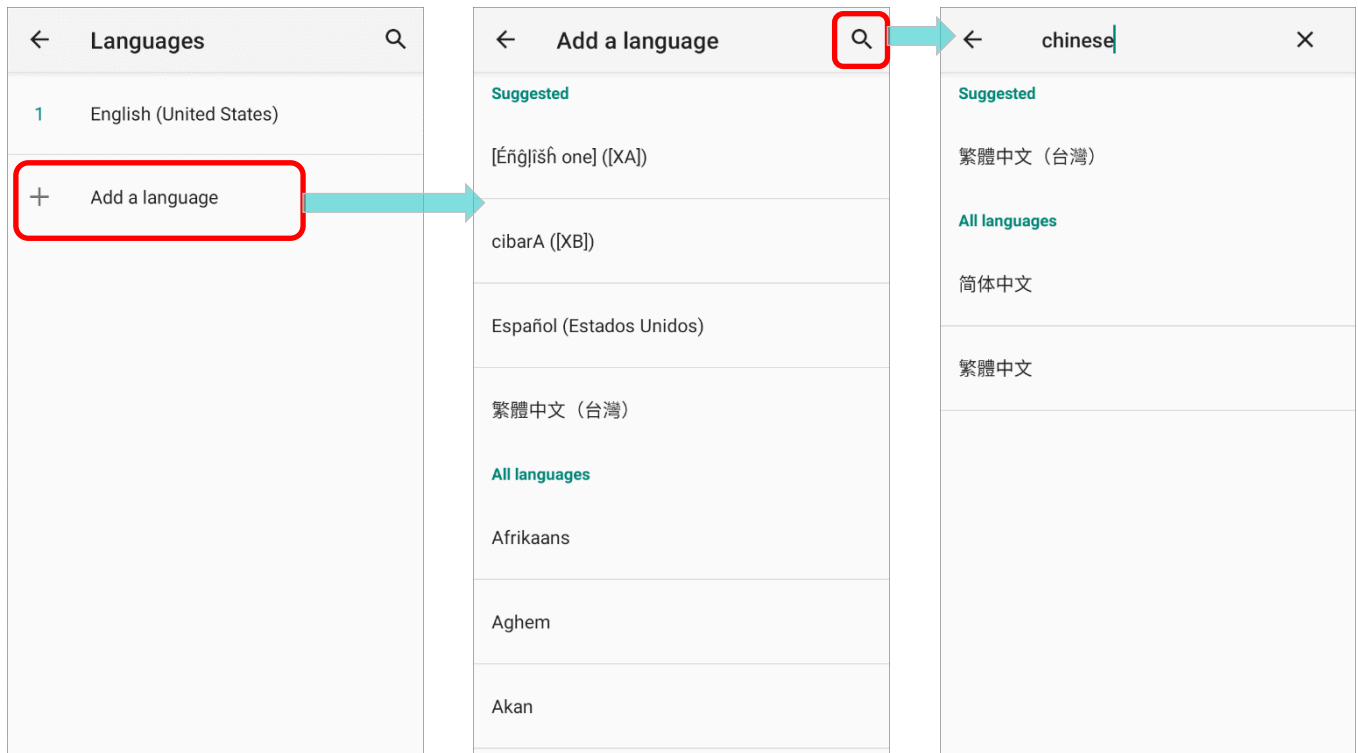 Languages
1 English (United States)
Add a language
Add a language
Suggested
[Éñĝļîšĥ one] ([XA])
cibarA ([XB])
Español (Estados Unidos)
繁體中文（台灣）
All languages
Afrikaans
Aghem
Akan
chinese
Suggested
繁體中文（台灣）
All languages
简体中文
繁體中文